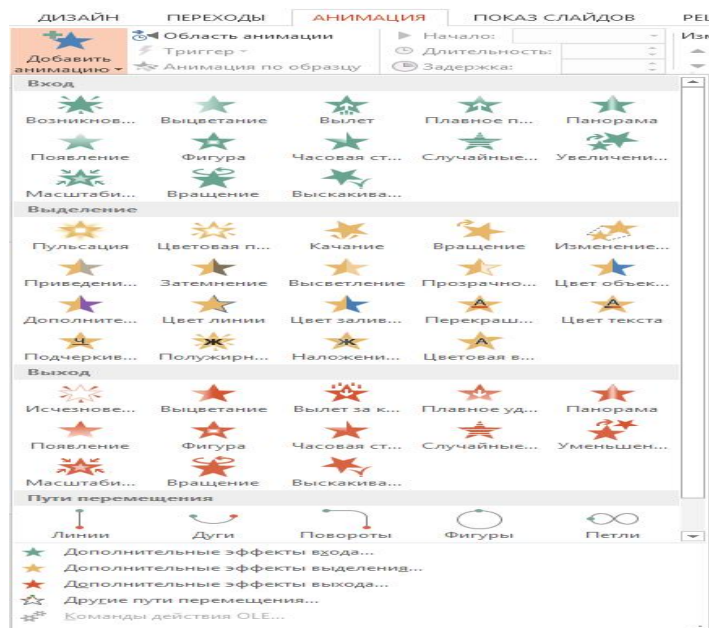 ДИЗАЙН ПЕРЕХОДЫ АНИМАЦИЯ ПОКАЗ СЛАЙДОВ РЕЦ
Добавить анимацию
Область анимации
Триггер
Анимация по образцу
Начало:
Длительность:
Задержка:
Изм
Вход
Возникнов... Выцветание Вылет Плавное п... Панорама
Появление Фигура Часовая ст... Случайные... Увеличени...
Масштаби... Вращение Выскакива...
Выделение
Пульсация Цветовая п... Качание Вращение Изменение...
Приведени... Затемнение Высветление Прозрачно... Цвет объек...
Дополните... Цвет линии Цвет залив... Перекраш... Цвет текста
Подчеркив... Полужирн... Наложени... Цветовая в...
Выход
Исчезнове... Выцветание Вылет за к... Плавное уд... Панорама
Появление Фигура Часовая ст... Случайные... Уменьшен...
Масштаби... Вращение Выскакива...
Пути перемещения
Линии Дуги Повороты Фигуры Петли
Дополнительные эффекты входа...
Дополнительные эффекты выделения...
Дополнительные эффекты выхода...
Другие пути перемещения...
Команды действия OLE...